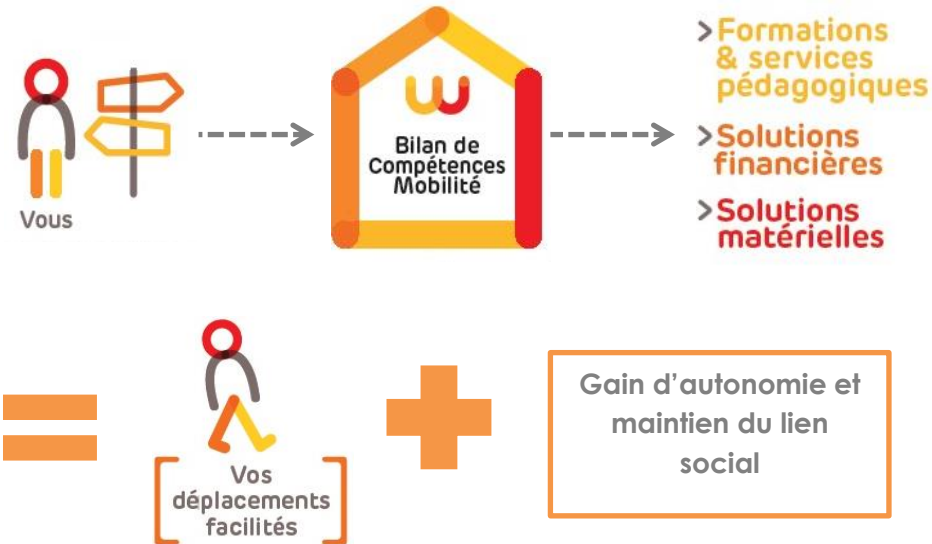 Vous
Bilan de
Compétences
Mobilité
>Formations
& services
pédagogiques
>Solutions
financières
>Solutions
matérielles
Vos
déplacements
facilités
Gain d’autonomie et
maintien du lien
social